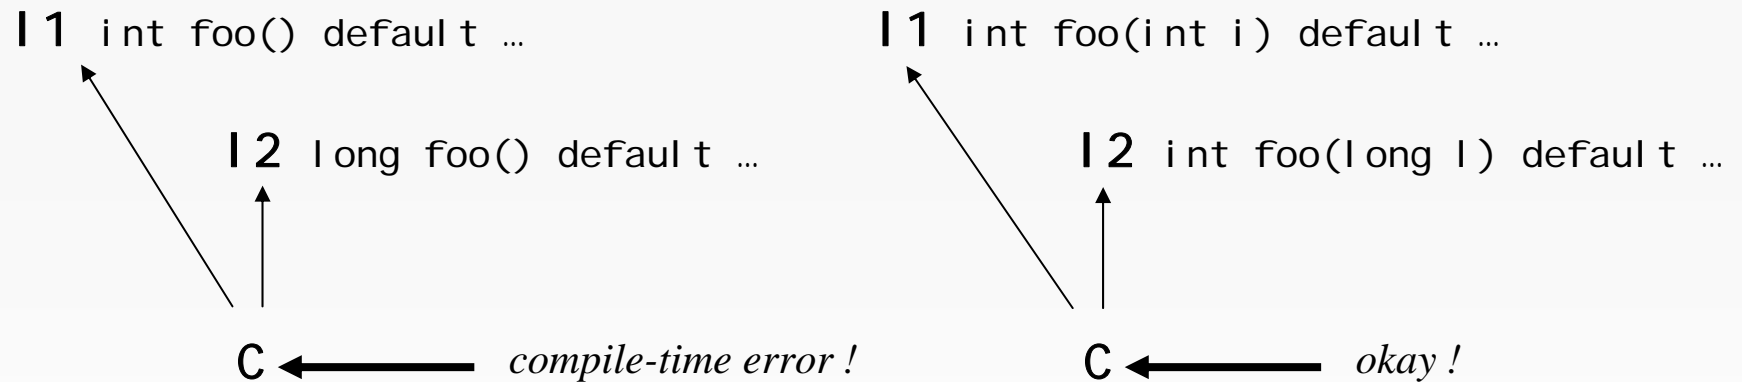 I1 int foo() default …
I2 long foo() default …
C compile-time error !
I1 int foo(int i) default …
I2 int foo(long l) default …
C okay !